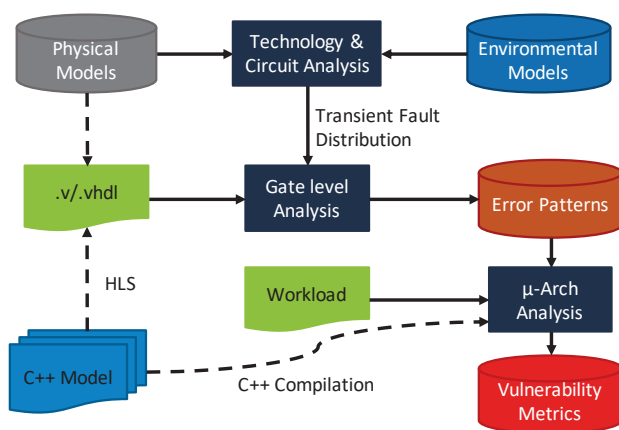 Physical
Models
Technology &
Circuit Analysis
Environmental
Models
Transient Fault
Distribution
.v/.vhdl
Gate level
Analysis
Error Patterns
HLS
Workload
μ-Arch
Analysis
C++ Model
C++ Compilation
Vulnerability
Metrics